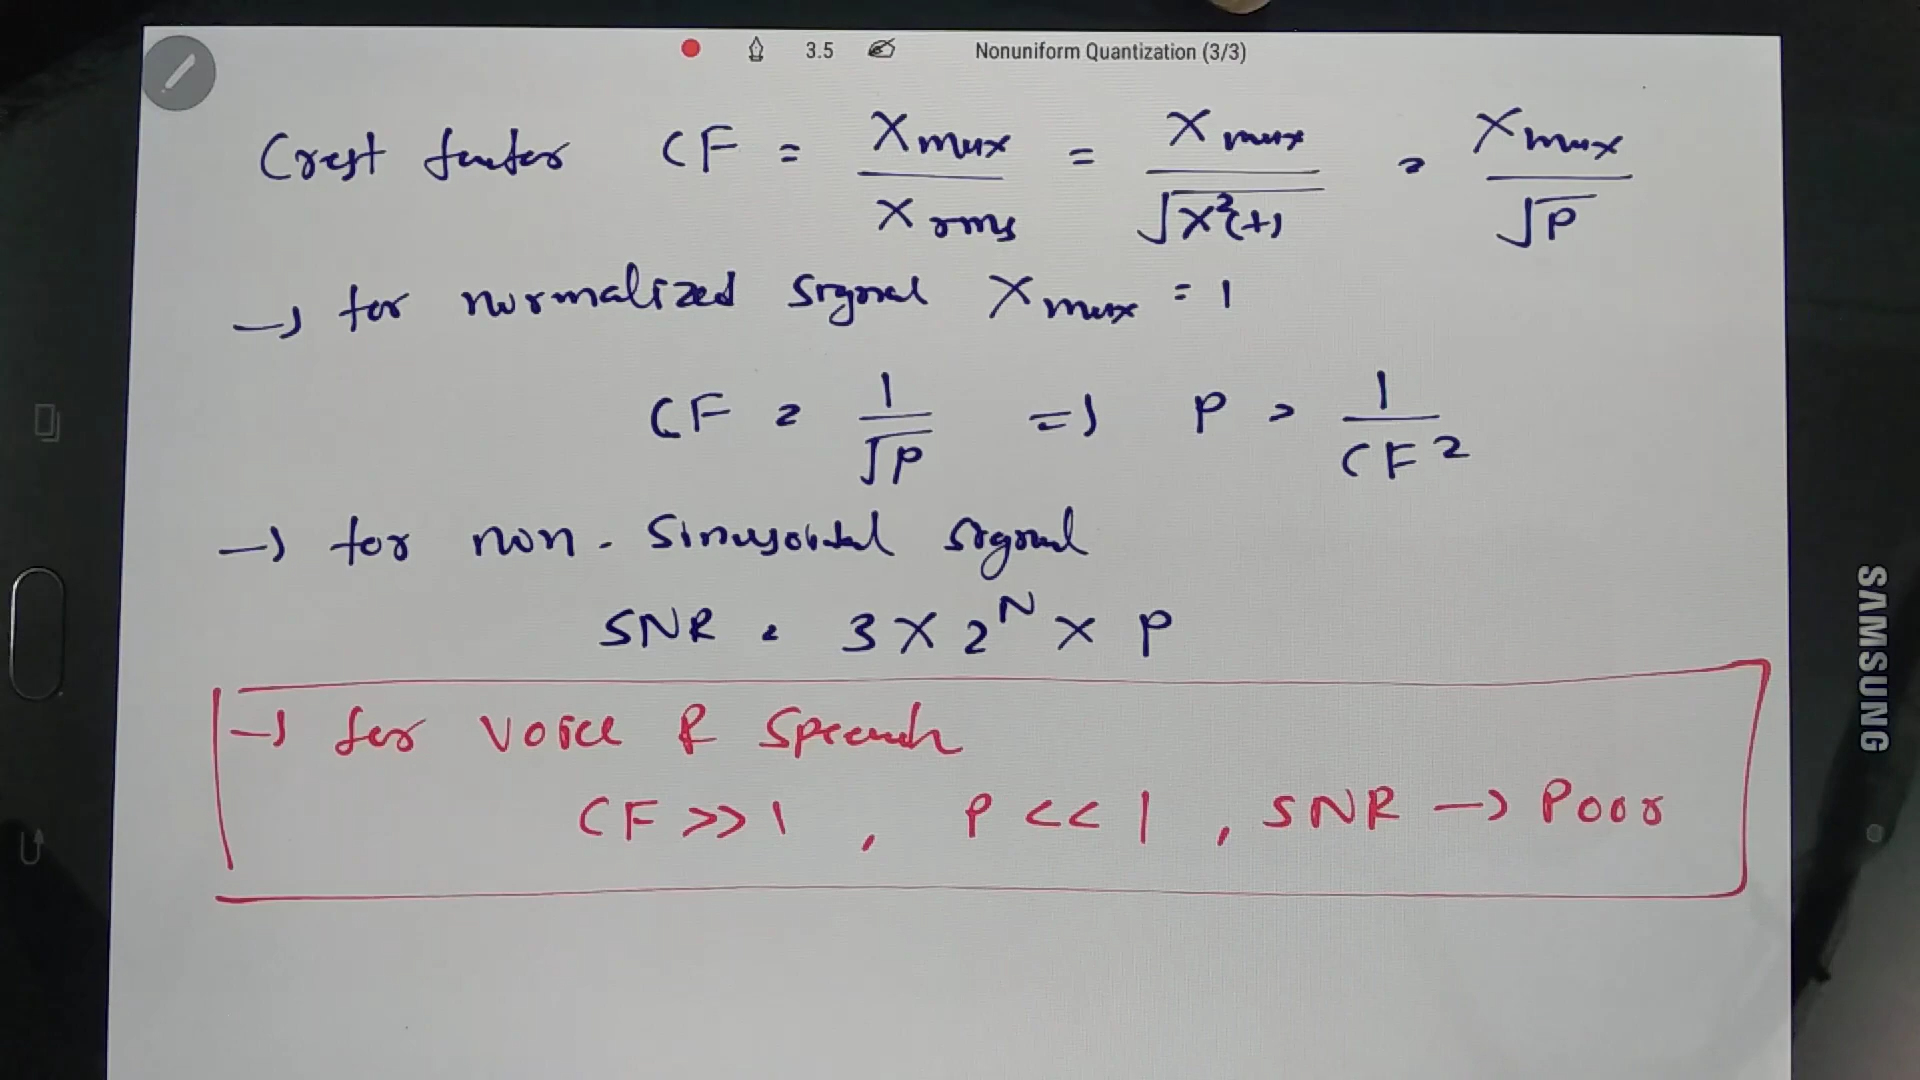 3.5 Nonuniform Quantization (3/3)
Crest factor CF = Xmax / Xrms = Xmax / √X²(t) = Xmax / √P
→ for normalized signal Xmax = 1
CF = 1 / √P ⇒ P = 1 / CF²
→ for non-sinusoidal signal
SNR = 3 × 2^N × P
→ for voice & speech
CF >> 1 , P << 1 , SNR → Poor
SAMSUNG